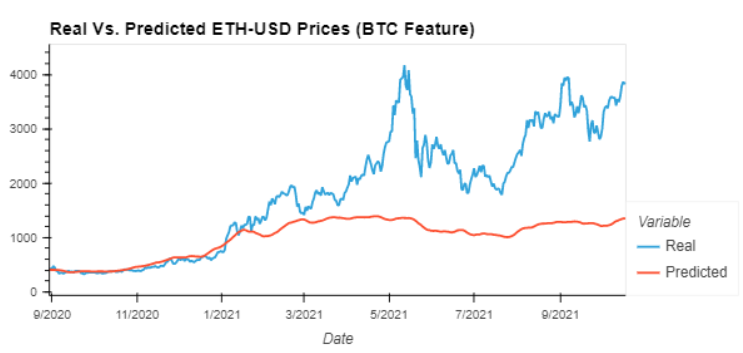 Real Vs. Predicted ETH-USD Prices (BTC Feature)
4000
3000
2000
1000
0
9/2020 11/2020 1/2021 3/2021 5/2021 7/2021 9/2021
Date
Variable
Real
Predicted